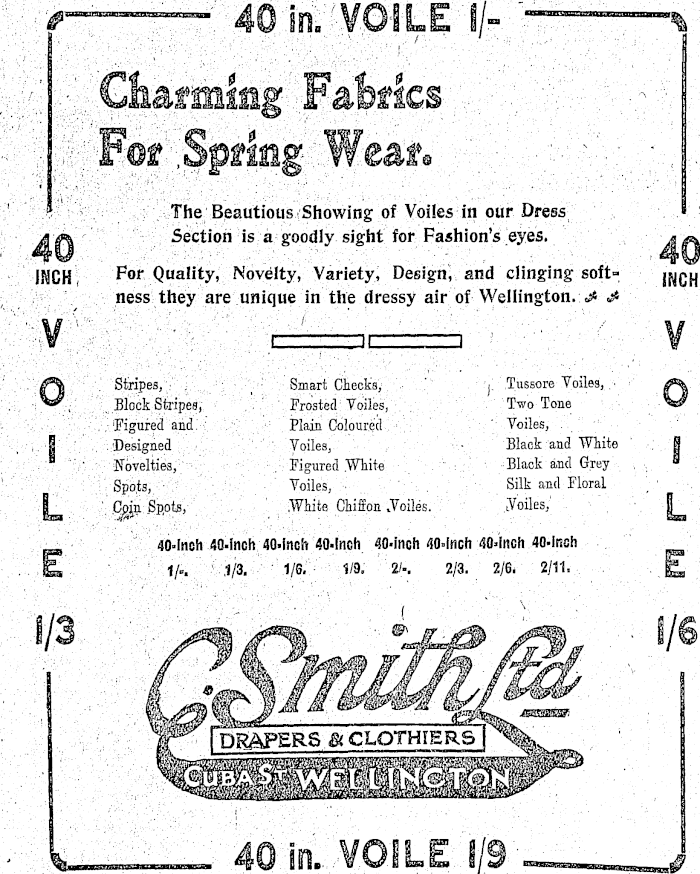 40 in. VOILE 1/-
Charming Fabrics
For Spring Wear.
The Beautious Showing of Voiles in our Dress
Section is a goodly sight for Fashion's eyes.
For Quality, Novelty, Variety, Design, and clinging soft-
ness they are unique in the dressy air of Wellington.
40
INCH
V
O
I
L
E
1/3
Stripes,
Block Stripes,
Figured and
Designed
Novelties,
Spots,
Coin Spots,
Smart Checks,
Frosted Voiles,
Plain Coloured
Voiles,
Figured White
Voiles,
White Chiffon Voiles.
Tussore Voiles,
Two Tone
Voiles,
Black and White
Black and Grey
Silk and Floral
Voiles,
40
INCH
V
O
I
L
E
1/6
40-Inch 40-Inch 40-Inch 40-Inch 40-Inch 40-Inch 40-Inch 40-Inch
1/-. 1/3. 1/6. 1/9. 2/-. 2/3. 2/6. 2/11.
C. Smith Ltd
DRAPERS & CLOTHIERS
CUBA ST WELLINGTON
40 in. VOILE 1/9